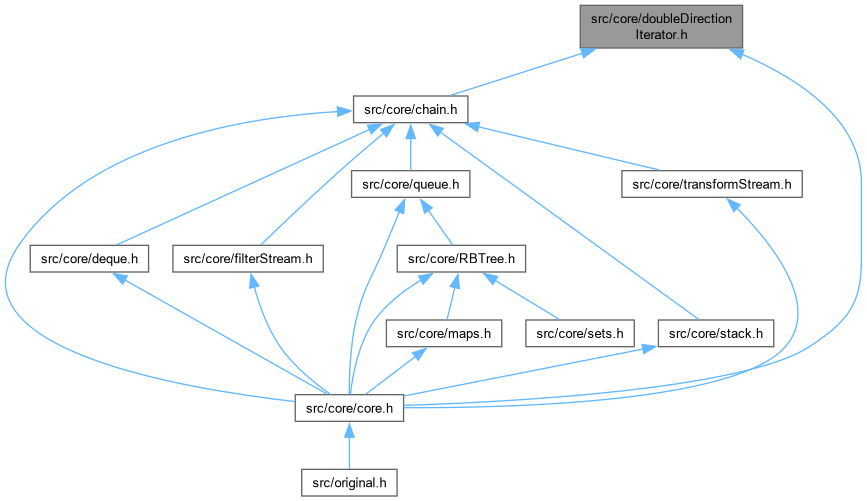 src/core/doubleDirection
Iterator.h
src/core/chain.h
src/core/queue.h
src/core/transformStream.h
src/core/deque.h
src/core/filterStream.h
src/core/RBTree.h
src/core/maps.h
src/core/sets.h
src/core/stack.h
src/core/core.h
src/original.h